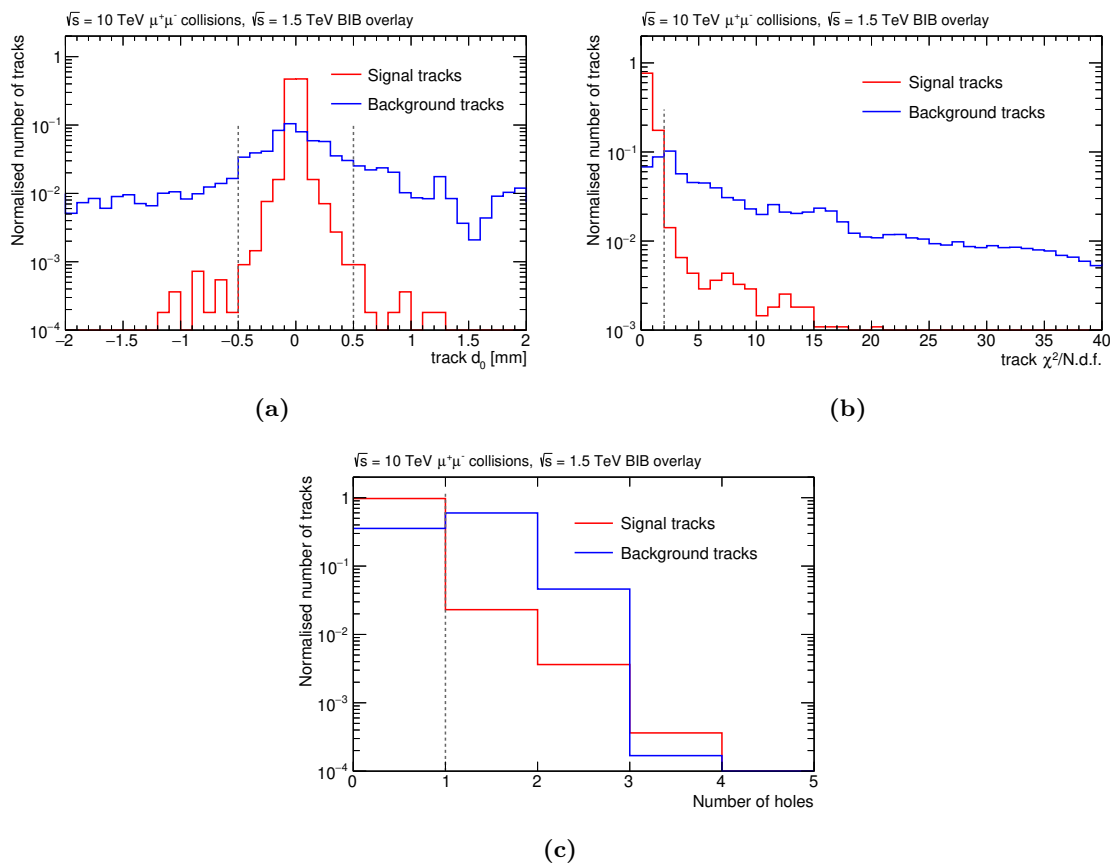 √s = 10 TeV μ⁺μ⁻ collisions, √s = 1.5 TeV BIB overlay
Normalised number of tracks
1
10⁻¹
10⁻²
10⁻³
10⁻⁴
Signal tracks
Background tracks
−2 −1.5 −1 −0.5 0 0.5 1 1.5 2
track d₀ [mm]
(a)
√s = 10 TeV μ⁺μ⁻ collisions, √s = 1.5 TeV BIB overlay
Normalised number of tracks
1
10⁻¹
10⁻²
10⁻³
Signal tracks
Background tracks
0 5 10 15 20 25 30 35 40
track χ²/N.d.f.
(b)
√s = 10 TeV μ⁺μ⁻ collisions, √s = 1.5 TeV BIB overlay
Normalised number of tracks
1
10⁻¹
10⁻²
10⁻³
10⁻⁴
Signal tracks
Background tracks
0 1 2 3 4 5
Number of holes
(c)